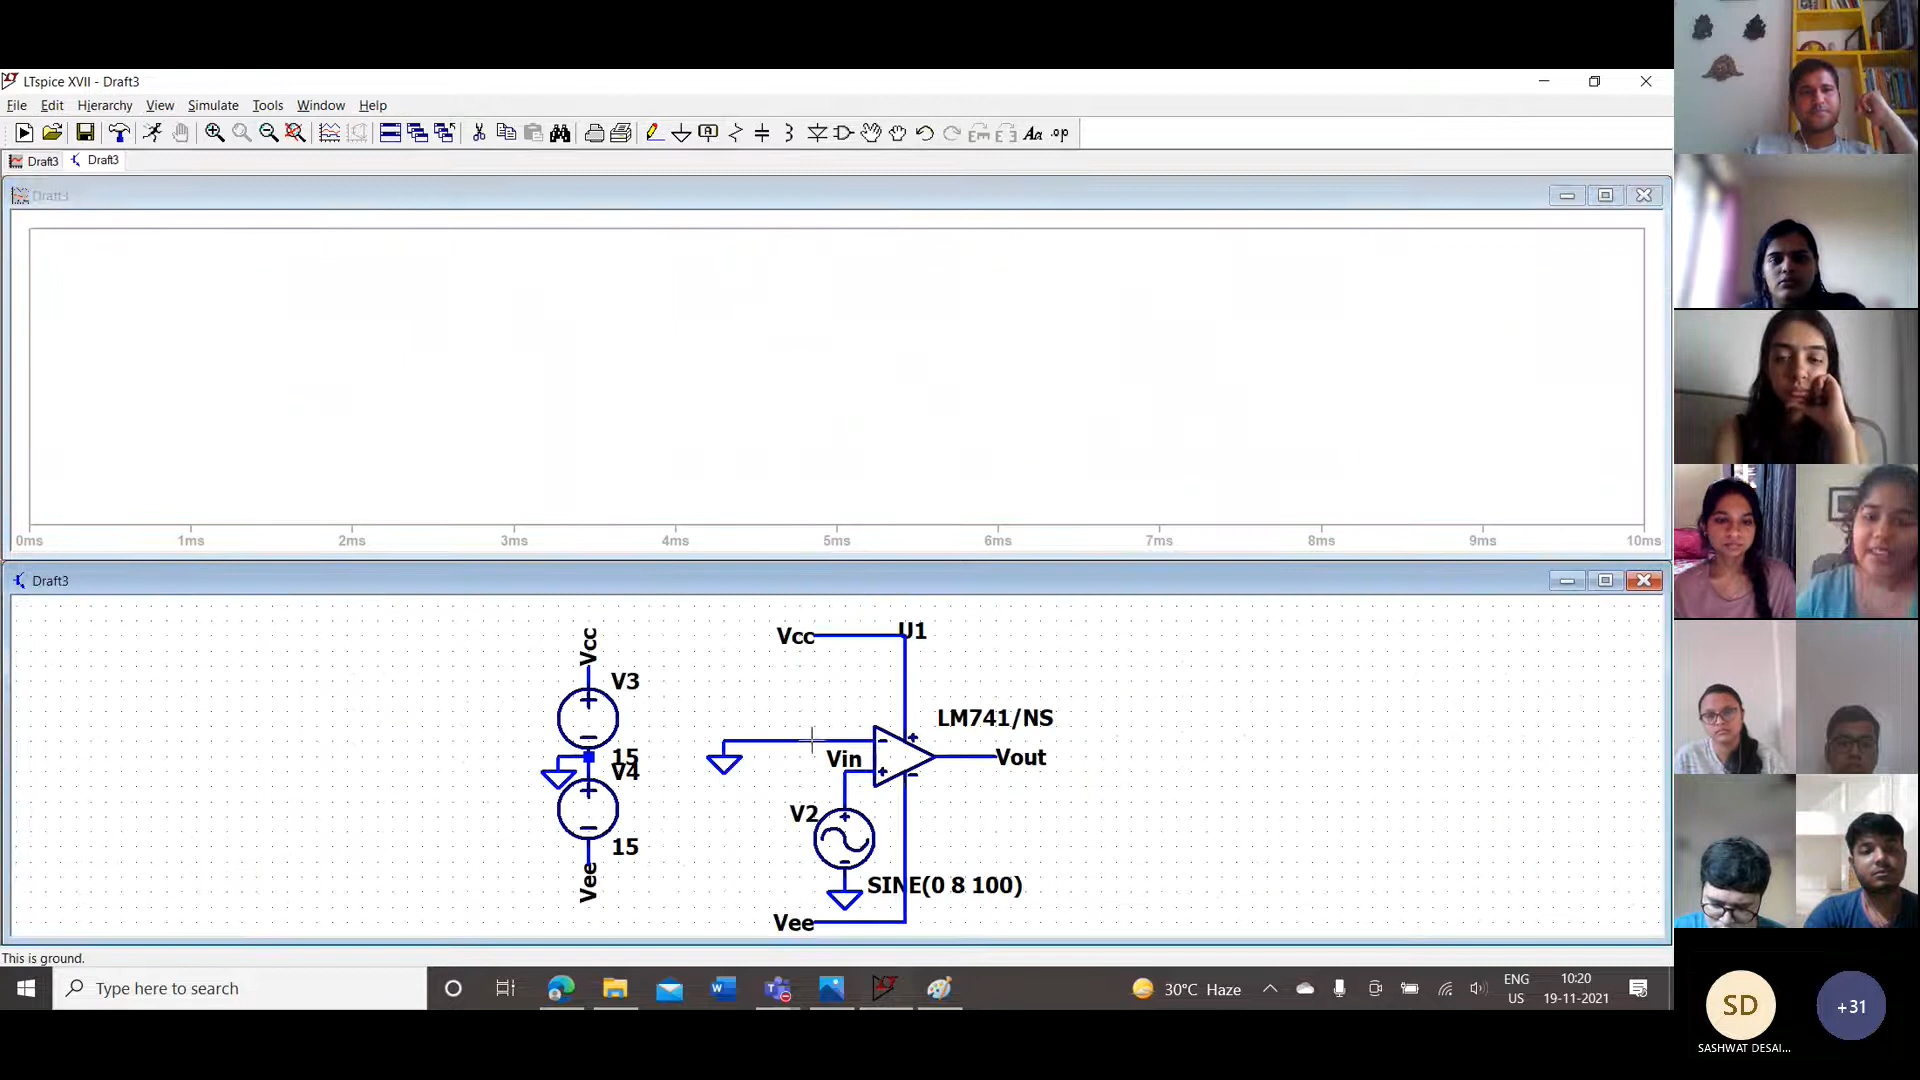 LTspice XVII - Draft3
File Edit Hierarchy View Simulate Tools Window Help
Aa .op
Draft3 Draft3
Draft3
0ms 1ms 2ms 3ms 4ms 5ms 6ms 7ms 8ms 9ms 10ms
Draft3
Vcc
V3
15
V4
15
Vee
Vcc
U1
LM741/NS
Vin
Vout
V2
SINE(0 8 100)
Vee
This is ground.
Type here to search
30°C Haze
ENG
US
10:20
19-11-2021
SD
SASHWAT DESAI...
+31